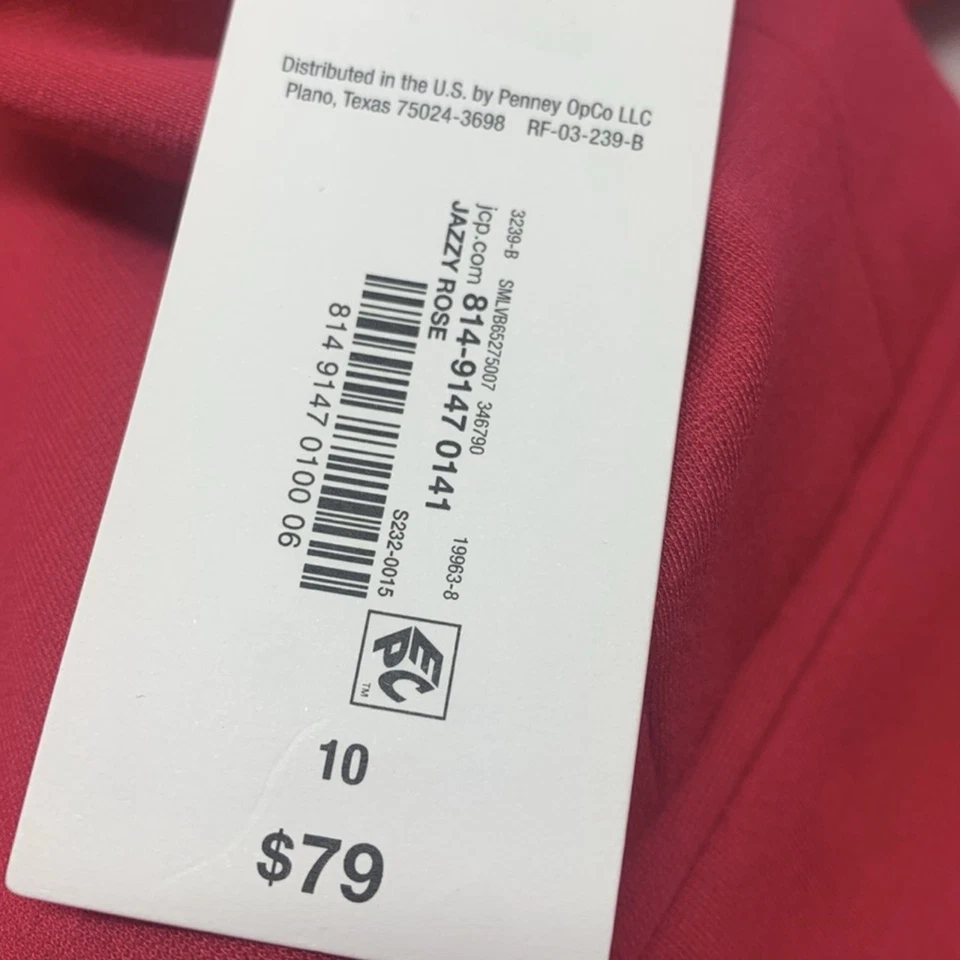 Distributed in the U.S. by Penney OpCo LLC
Plano, Texas 75024-3698 RF-03-239-B
3239-B SMLVB65275007 346790
jcp.com 814-9147 0141 19963-8
JAZZY ROSE
S232-0015
814 9147 0100 06
EPC
TM
10
$79